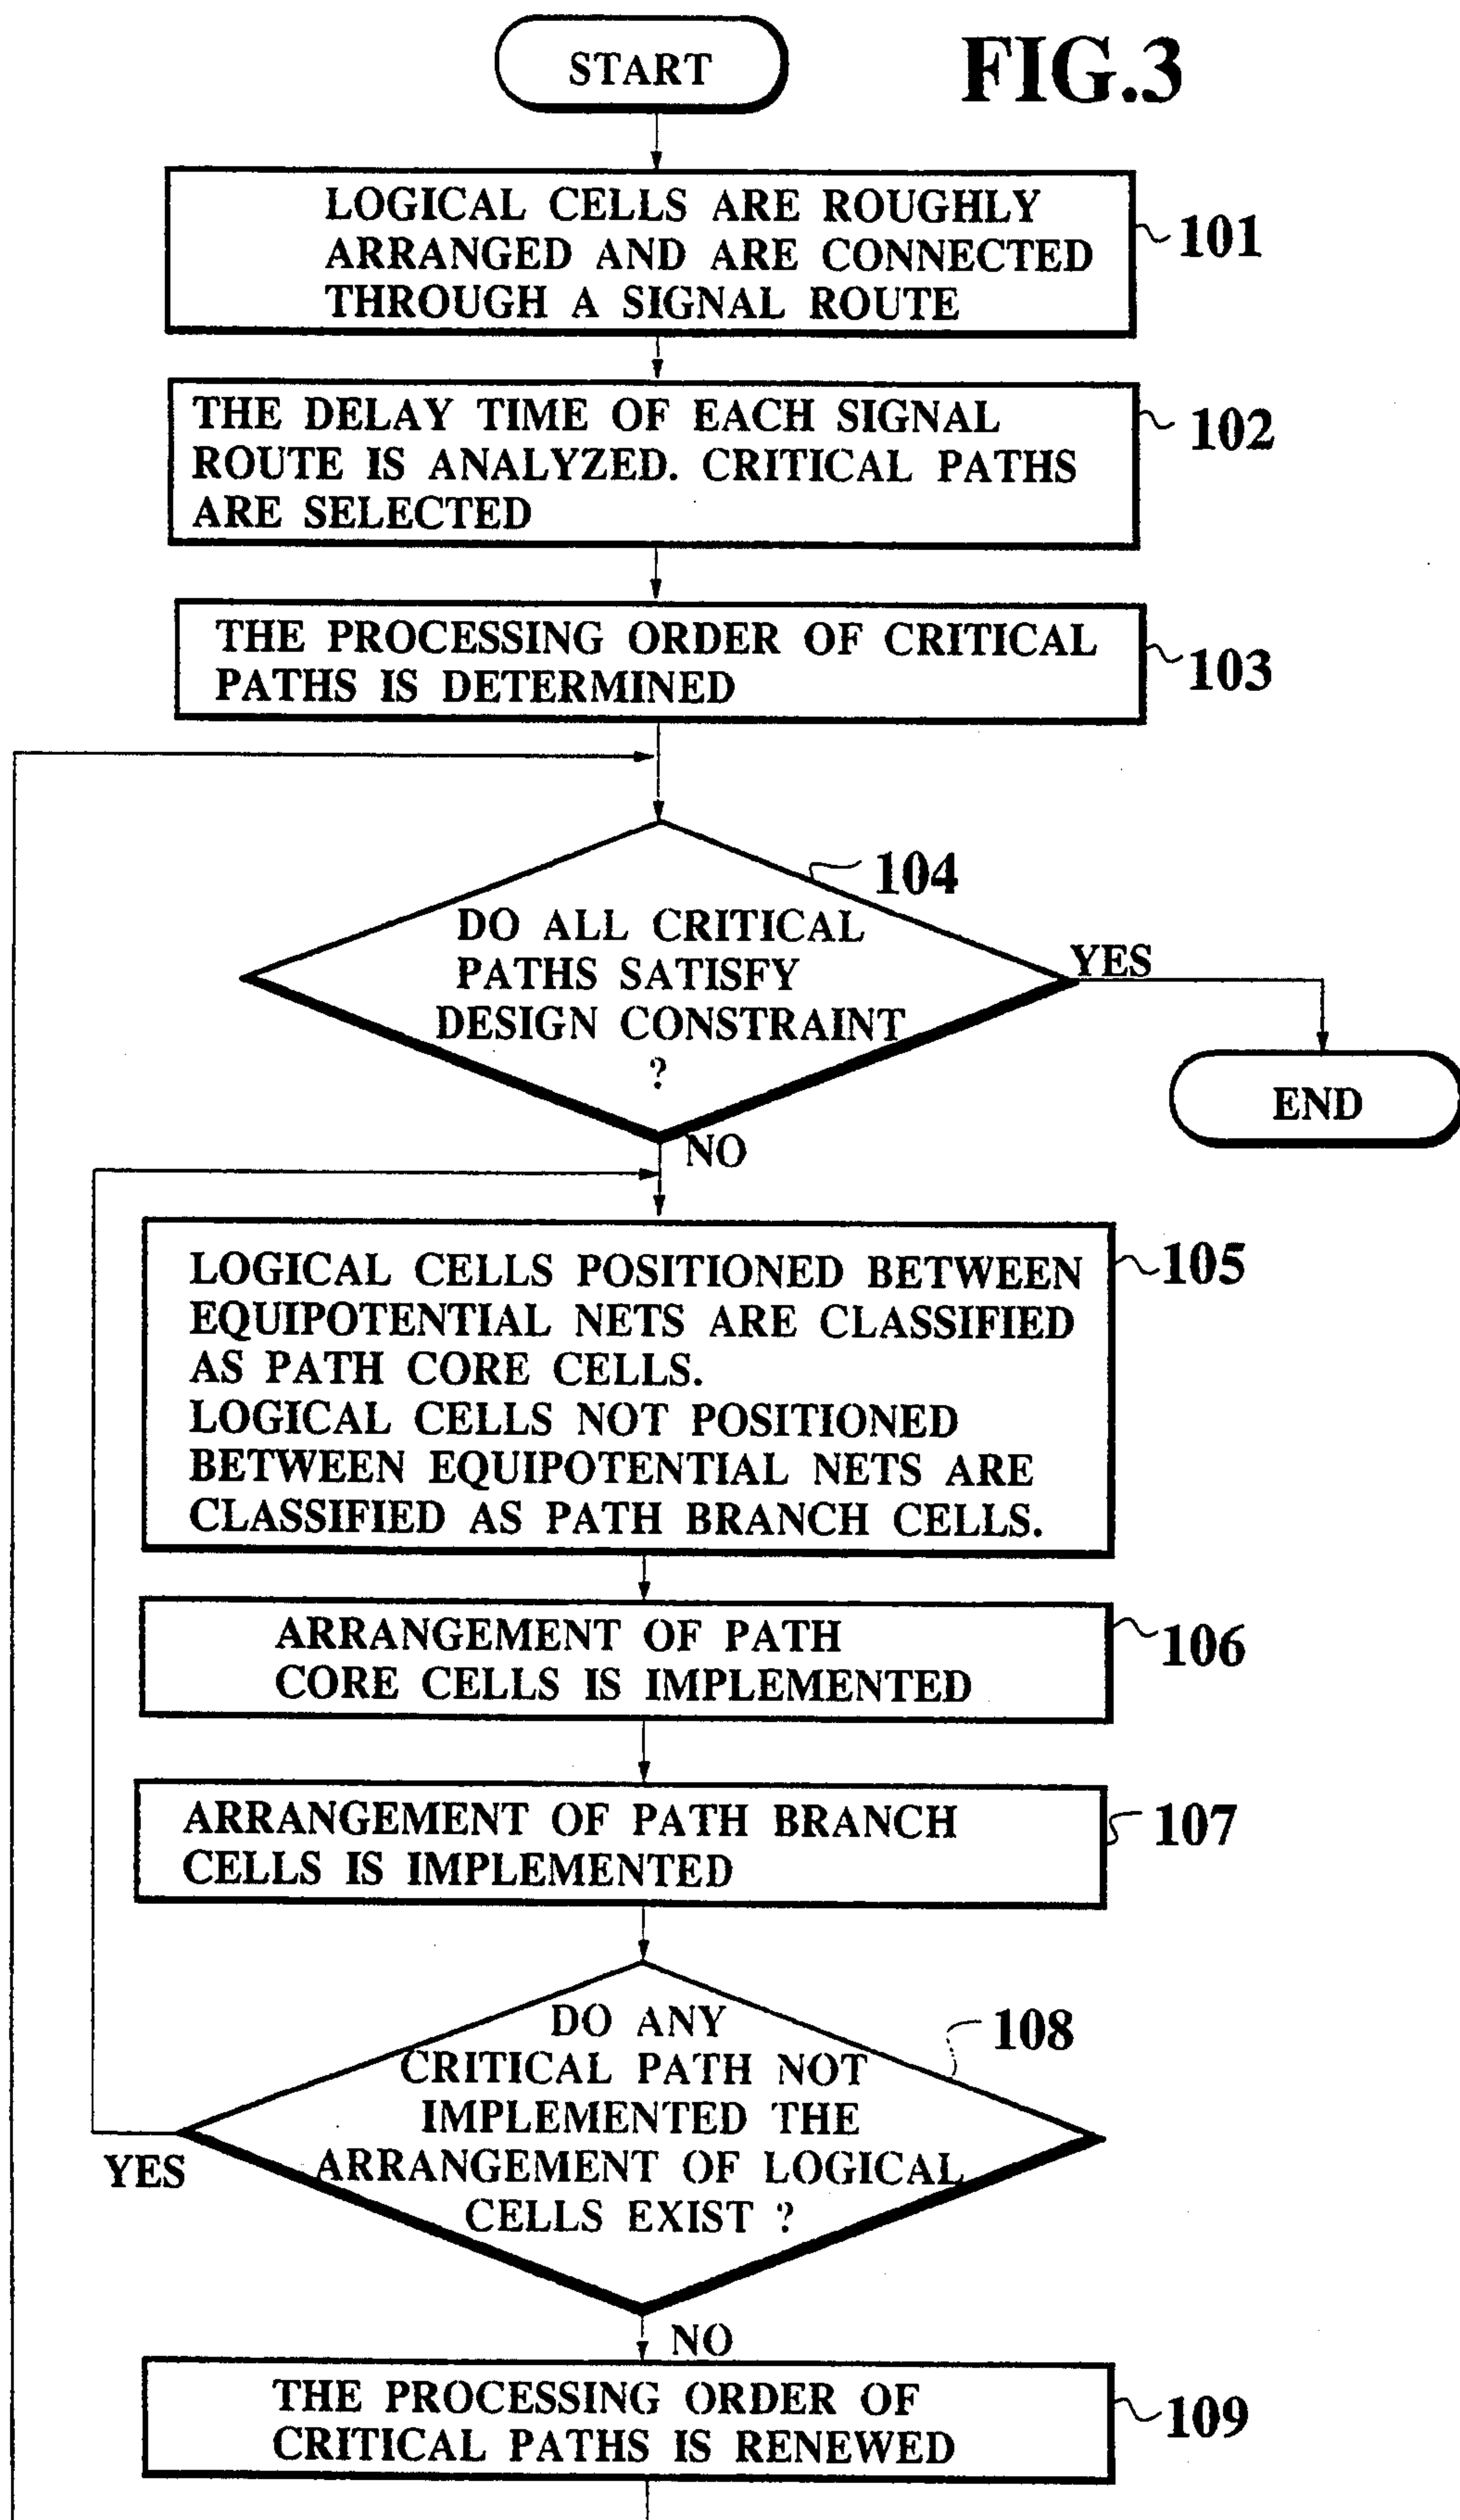 START
FIG.3
LOGICAL CELLS ARE ROUGHLY
ARRANGED AND ARE CONNECTED
THROUGH A SIGNAL ROUTE
101
THE DELAY TIME OF EACH SIGNAL
ROUTE IS ANALYZED. CRITICAL PATHS
ARE SELECTED
102
THE PROCESSING ORDER OF CRITICAL
PATHS IS DETERMINED
103
104
DO ALL CRITICAL
PATHS SATISFY
DESIGN CONSTRAINT
?
YES
END
NO
LOGICAL CELLS POSITIONED BETWEEN
EQUIPOTENTIAL NETS ARE CLASSIFIED
AS PATH CORE CELLS.
LOGICAL CELLS NOT POSITIONED
BETWEEN EQUIPOTENTIAL NETS ARE
CLASSIFIED AS PATH BRANCH CELLS.
105
ARRANGEMENT OF PATH
CORE CELLS IS IMPLEMENTED
106
ARRANGEMENT OF PATH BRANCH
CELLS IS IMPLEMENTED
107
DO ANY
CRITICAL PATH NOT
IMPLEMENTED THE
ARRANGEMENT OF LOGICAL
CELLS EXIST ?
108
YES
NO
THE PROCESSING ORDER OF
CRITICAL PATHS IS RENEWED
109